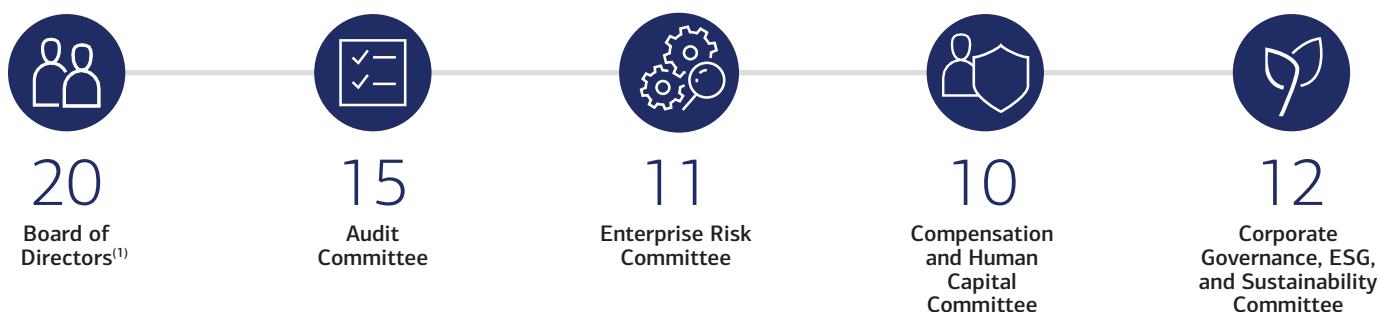 20
Board of
Directors(1)
15
Audit
Committee
11
Enterprise Risk
Committee
10
Compensation
and Human
Capital
Committee
12
Corporate
Governance, ESG,
and Sustainability
Committee